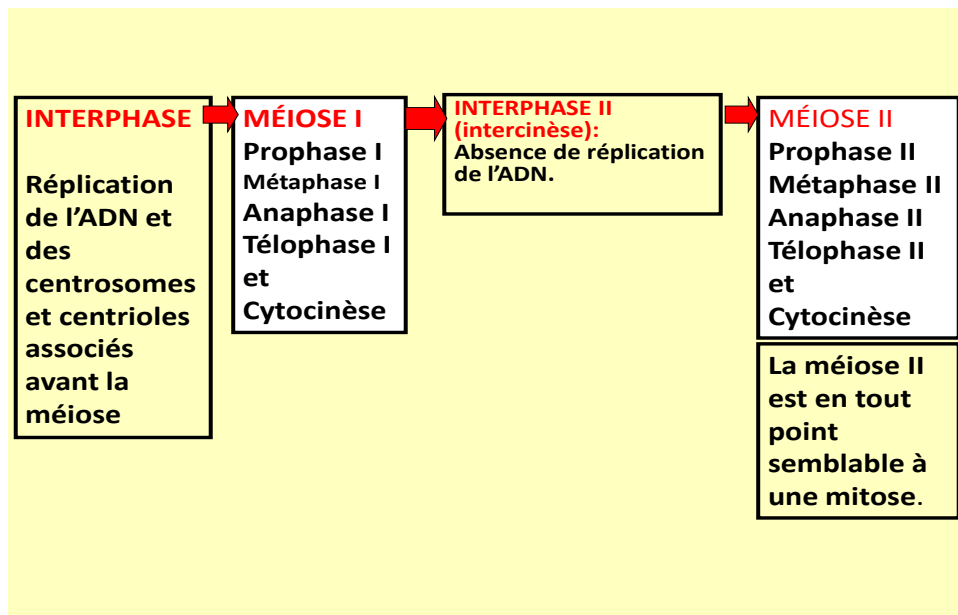 INTERPHASE
Réplication
de l’ADN et
des
centrosomes
et centrioles
associés
avant la
méiose
MÉIOSE I
Prophase I
Métaphase I
Anaphase I
Télophase I
et
Cytocinèse
INTERPHASE II
(intercinèse):
Absence de réplication
de l’ADN.
MÉIOSE II
Prophase II
Métaphase II
Anaphase II
Télophase II
et
Cytocinèse
La méiose II
est en tout
point
semblable à
une mitose.